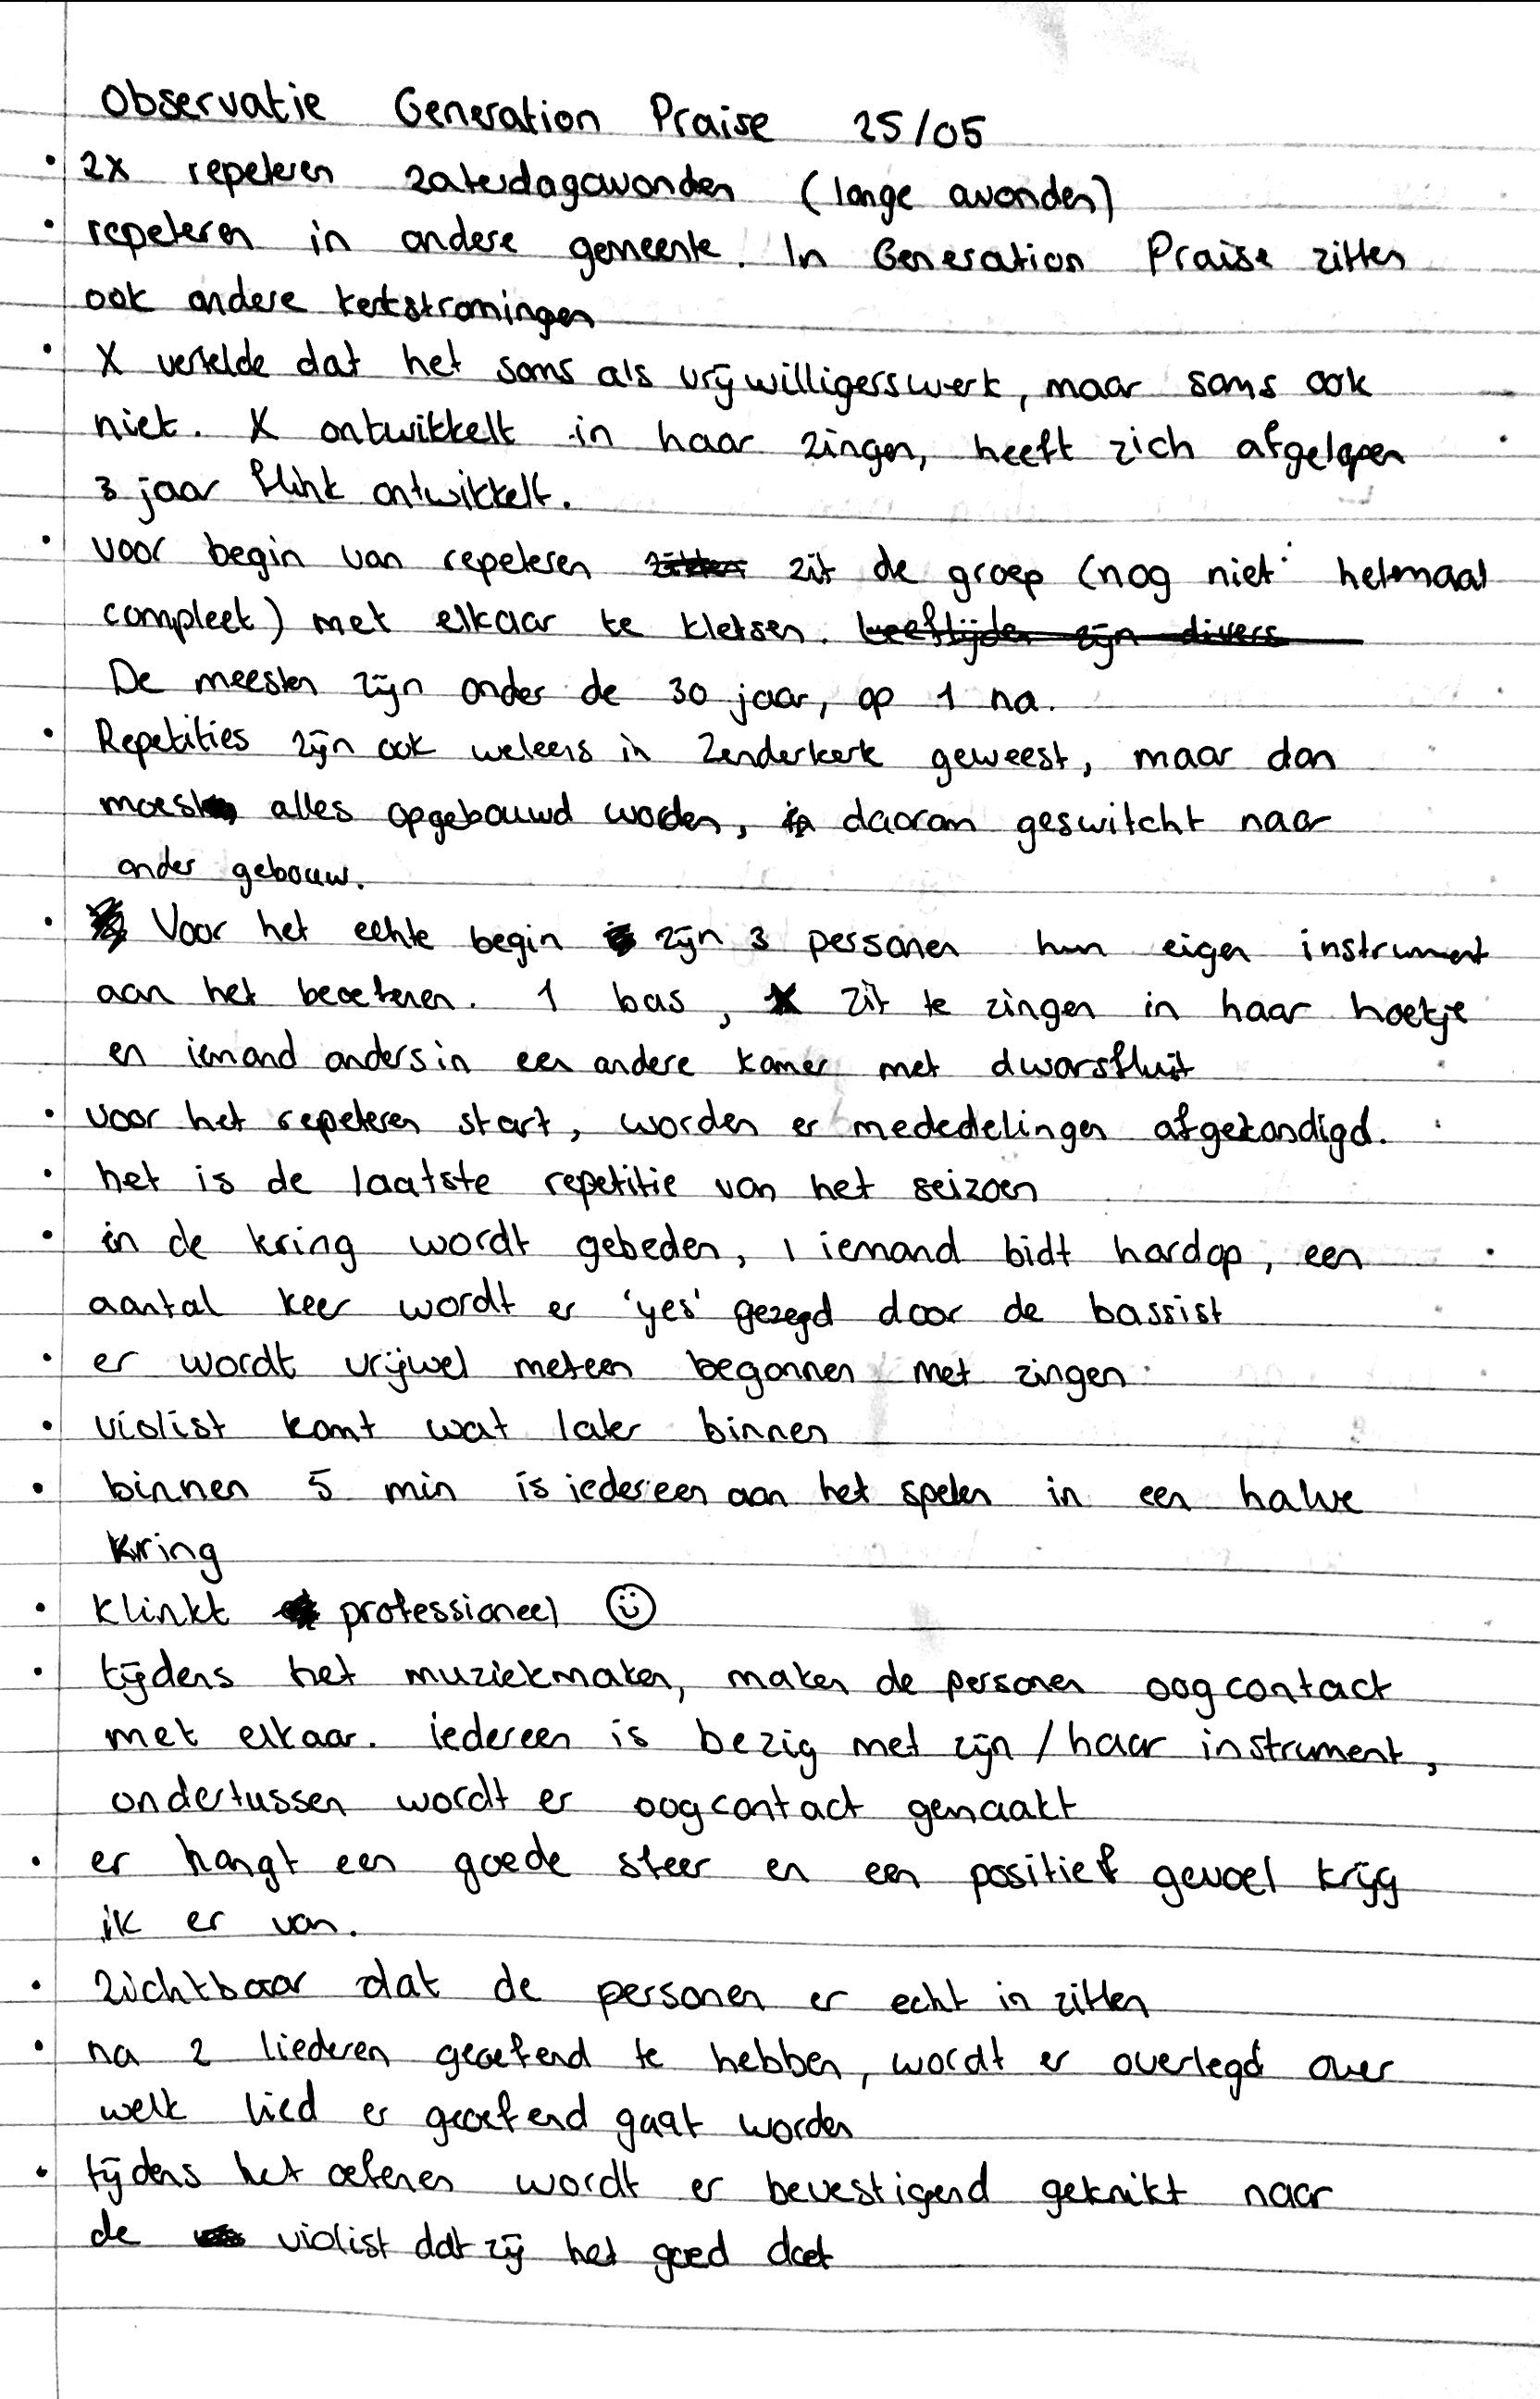 Observatie Generation Praise 25/05
• 2x repeteren zaterdagavonden (lange avonden)
• repeteren in andere gemeente. In Generation Praise zitten
ook andere kerkstromingen
• X vertelde dat het soms als vrijwilligerswerk, maar soms ook
niet. X ontwikkelt in haar zingen, heeft zich afgelopen
3 jaar flink ontwikkelt.
• voor begin van repeteren zitten zit de groep (nog niet helemaal
compleet) met elkaar te kletsen. Leeftijden zijn divers
De meesten zijn onder de 30 jaar, op 1 na.
• Repetities zijn ook weleens in Zenderkerk geweest, maar dan
moest alles opgebouwd worden, in daarom geswitcht naar
ander gebouw.
• Voor het echte begin zijn 3 personen hun eigen instrument
aan het beoefenen. 1 bas, X zit te zingen in haar hoekje
en iemand anders in een andere kamer met dwarsfluit
• voor het repeteren start, worden er mededelingen afgekondigd.
• het is de laatste repetitie van het seizoen
• in de kring wordt gebeden, 1 iemand bidt hardop, een
aantal keer wordt er 'yes' gezegd door de bassist
• er wordt vrijwel meteen begonnen met zingen
• violist komt wat later binnen
• binnen 5 min is iedereen aan het spelen in een halve
kring
• klinkt professioneel ☺
• tijdens het muziekmaken, maken de personen oogcontact
met elkaar. iedereen is bezig met zijn/haar instrument,
ondertussen wordt er oogcontact gemaakt
• er hangt een goede sfeer en een positief gevoel krijg
ik er van.
• zichtbaar dat de personen er echt in zitten
• na 2 liederen geoefend te hebben, wordt er overlegd over
welk lied er geoefend gaat worden
• tijdens het oefenen wordt er bevestigend geknikt naar
de violist dat zij het goed doet